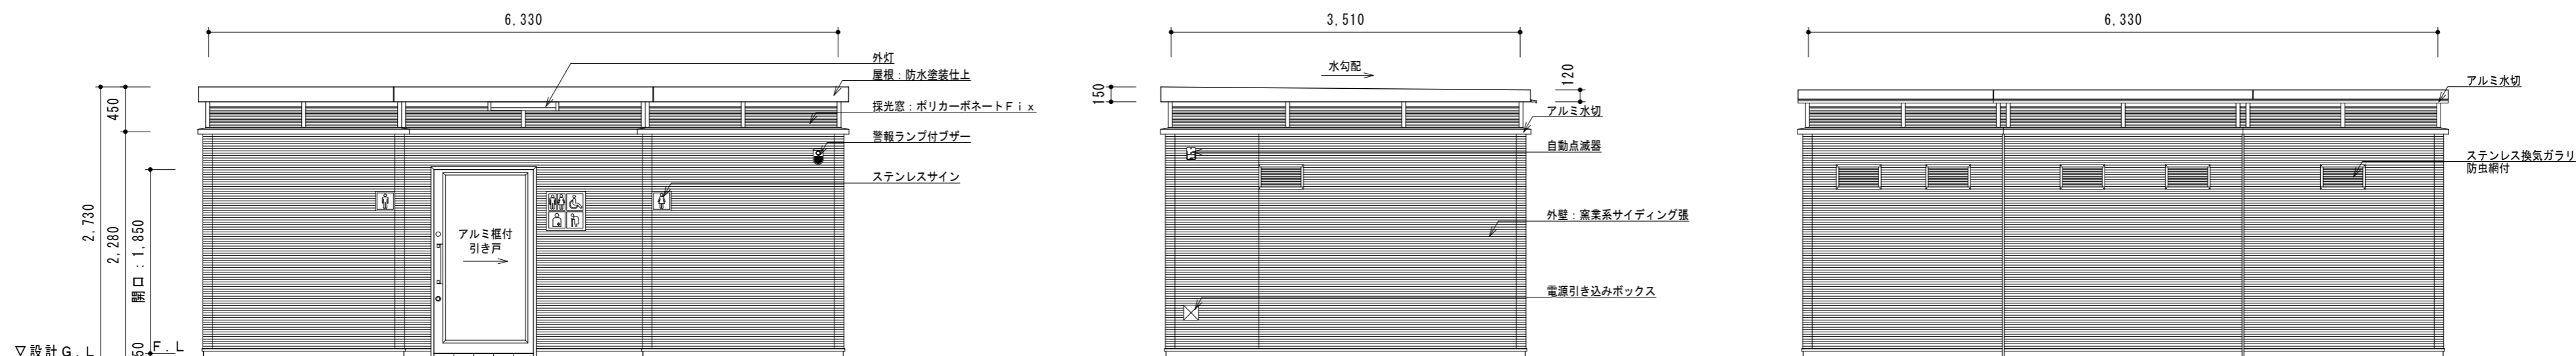 6,330
外灯
屋根：防水塗装仕上
採光窓：ポリカーボネートFｉｘ
警報ランプ付ブザー
ステンレスサイン
アルミ框付
引き戸
450
2,730
2,280
開口：1,850
50
F.L
▽設計G.L
3,510
水勾配
150
120
アルミ水切
自動点滅器
外壁：窯業系サイディング張
電源引き込みボックス
6,330
アルミ水切
ステンレス換気ガラリ
防虫網付